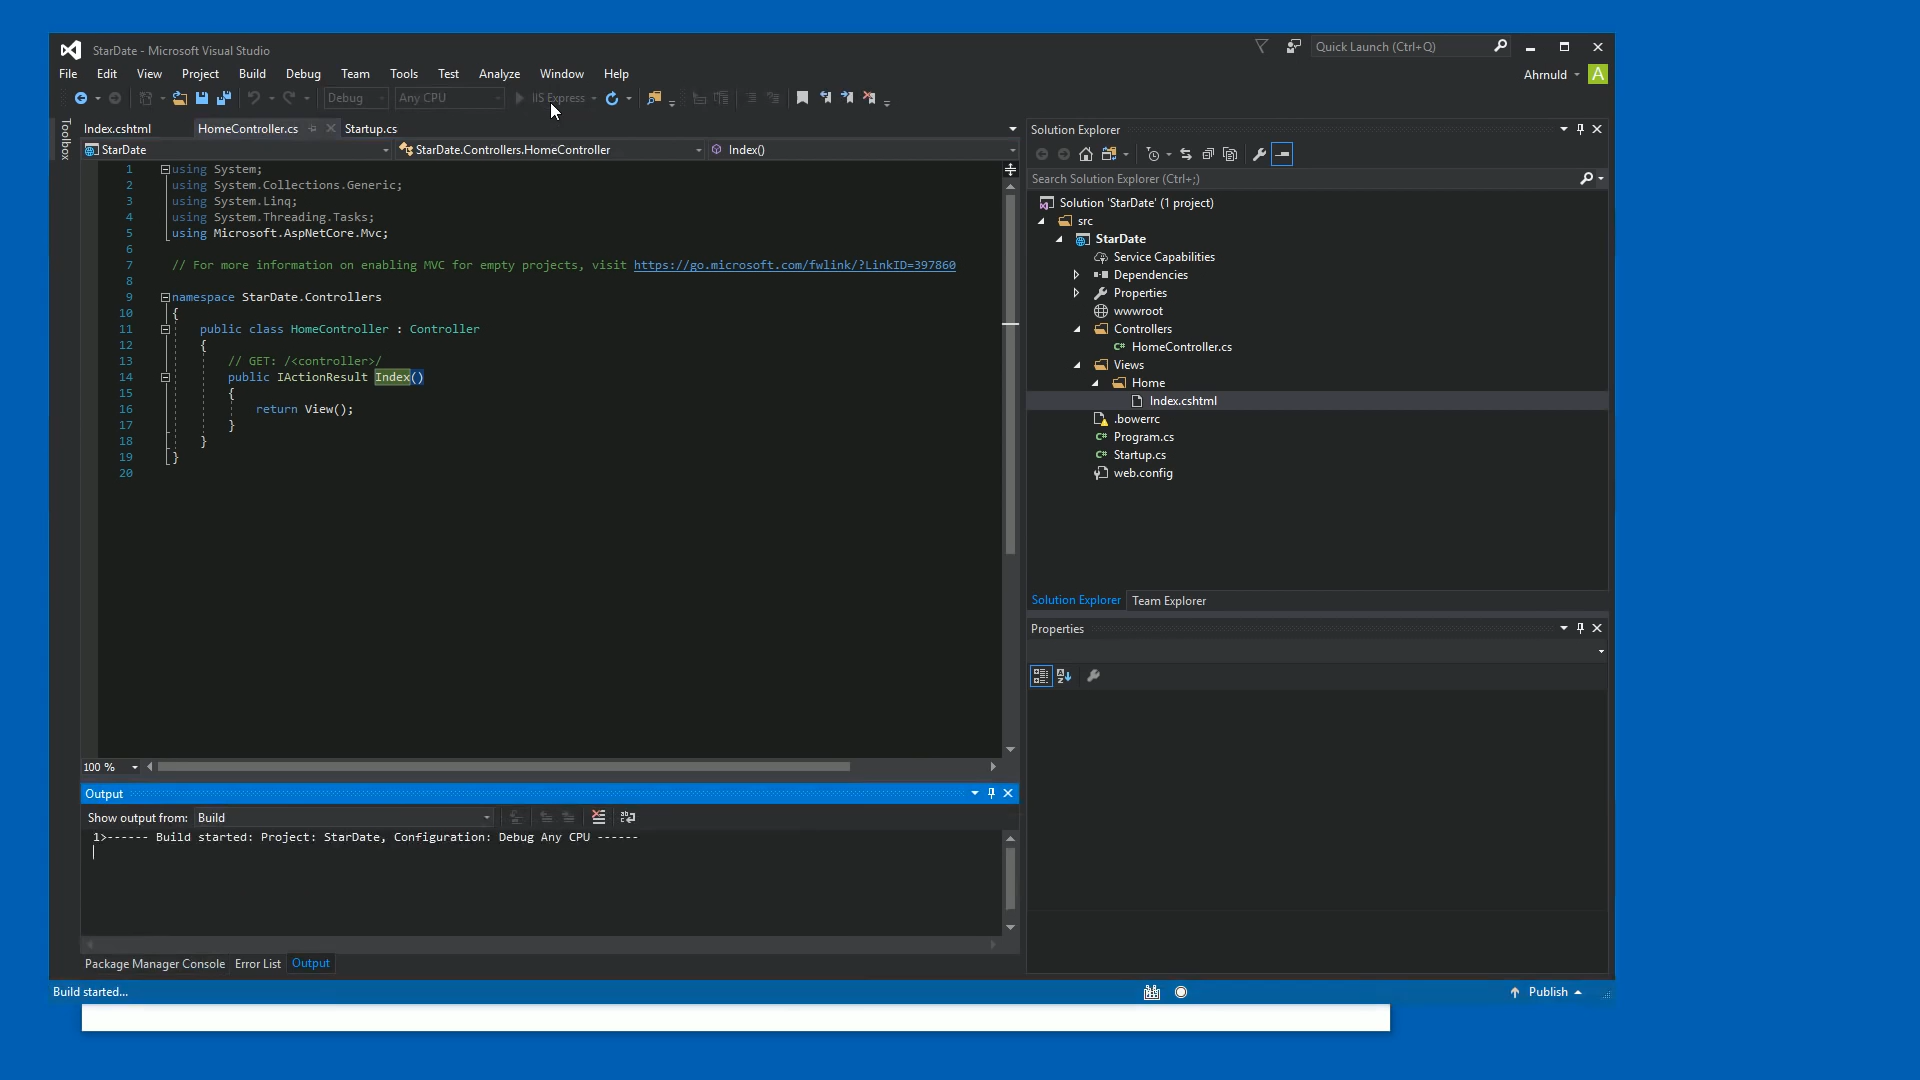 StarDate - Microsoft Visual Studio
Quick Launch (Ctrl+Q)
File Edit View Project Build Debug Team Tools Test Analyze Window Help
Ahrnuld A
Debug Any CPU IIS Express
Toolbox
Index.cshtml HomeController.cs Startup.cs
StarDate StarDate.Controllers.HomeController Index()
1 using System;
2 using System.Collections.Generic;
3 using System.Linq;
4 using System.Threading.Tasks;
5 using Microsoft.AspNetCore.Mvc;
6
7 // For more information on enabling MVC for empty projects, visit https://go.microsoft.com/fwlink/?LinkID=397860
8
9 namespace StarDate.Controllers
10 {
11 public class HomeController : Controller
12 {
13 // GET: /<controller>/
14 public IActionResult Index()
15 {
16 return View();
17 }
18 }
19 }
20
100 %
Output
Show output from: Build
1>------ Build started: Project: StarDate, Configuration: Debug Any CPU ------
Package Manager Console Error List Output
Build started...
Publish
Solution Explorer
Search Solution Explorer (Ctrl+;)
Solution 'StarDate' (1 project)
src
StarDate
Service Capabilities
Dependencies
Properties
wwwroot
Controllers
C# HomeController.cs
Views
Home
Index.cshtml
.bowerrc
C# Program.cs
C# Startup.cs
web.config
Solution Explorer Team Explorer
Properties